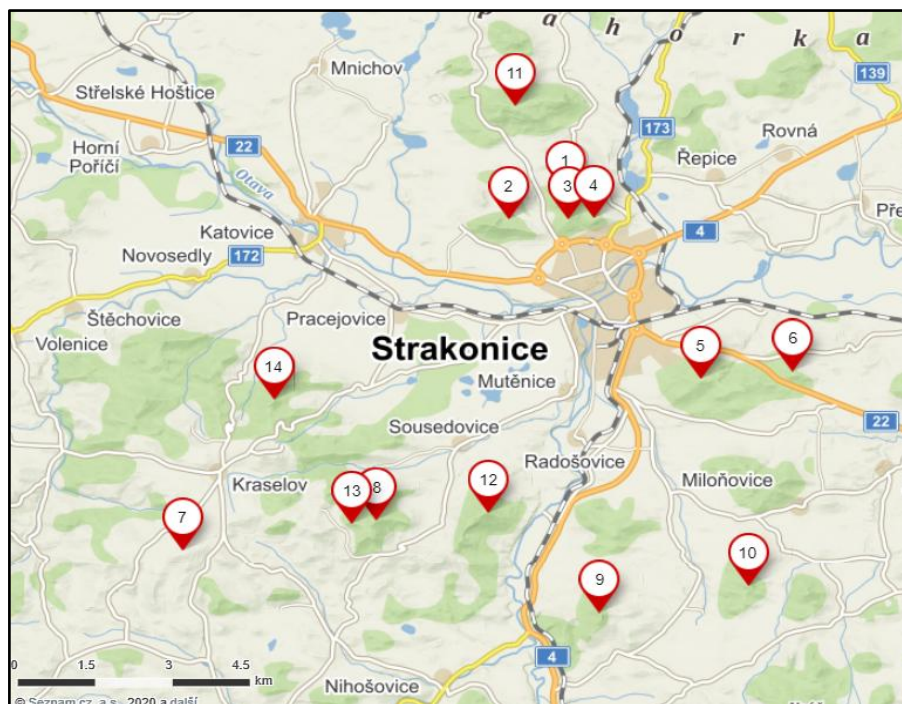 p a h o r k a
11
Mnichov
139
Střelské Hoštice
173
Rovná
22
Horní
Poříčí
1
Řepice
Otava
2
3
4
Pře
Katovice
4
Novosedly
172
Štěchovice
Pracejovice
Volenice
Strakonice
5
6
14
Mutěnice
22
Sousedovice
Radošovice
Kraselov
13
8
12
Miloňovice
7
10
9
4
0 1.5 3 4.5
km
Nihošovice
© Seznam.cz, a.s., 2020 a další